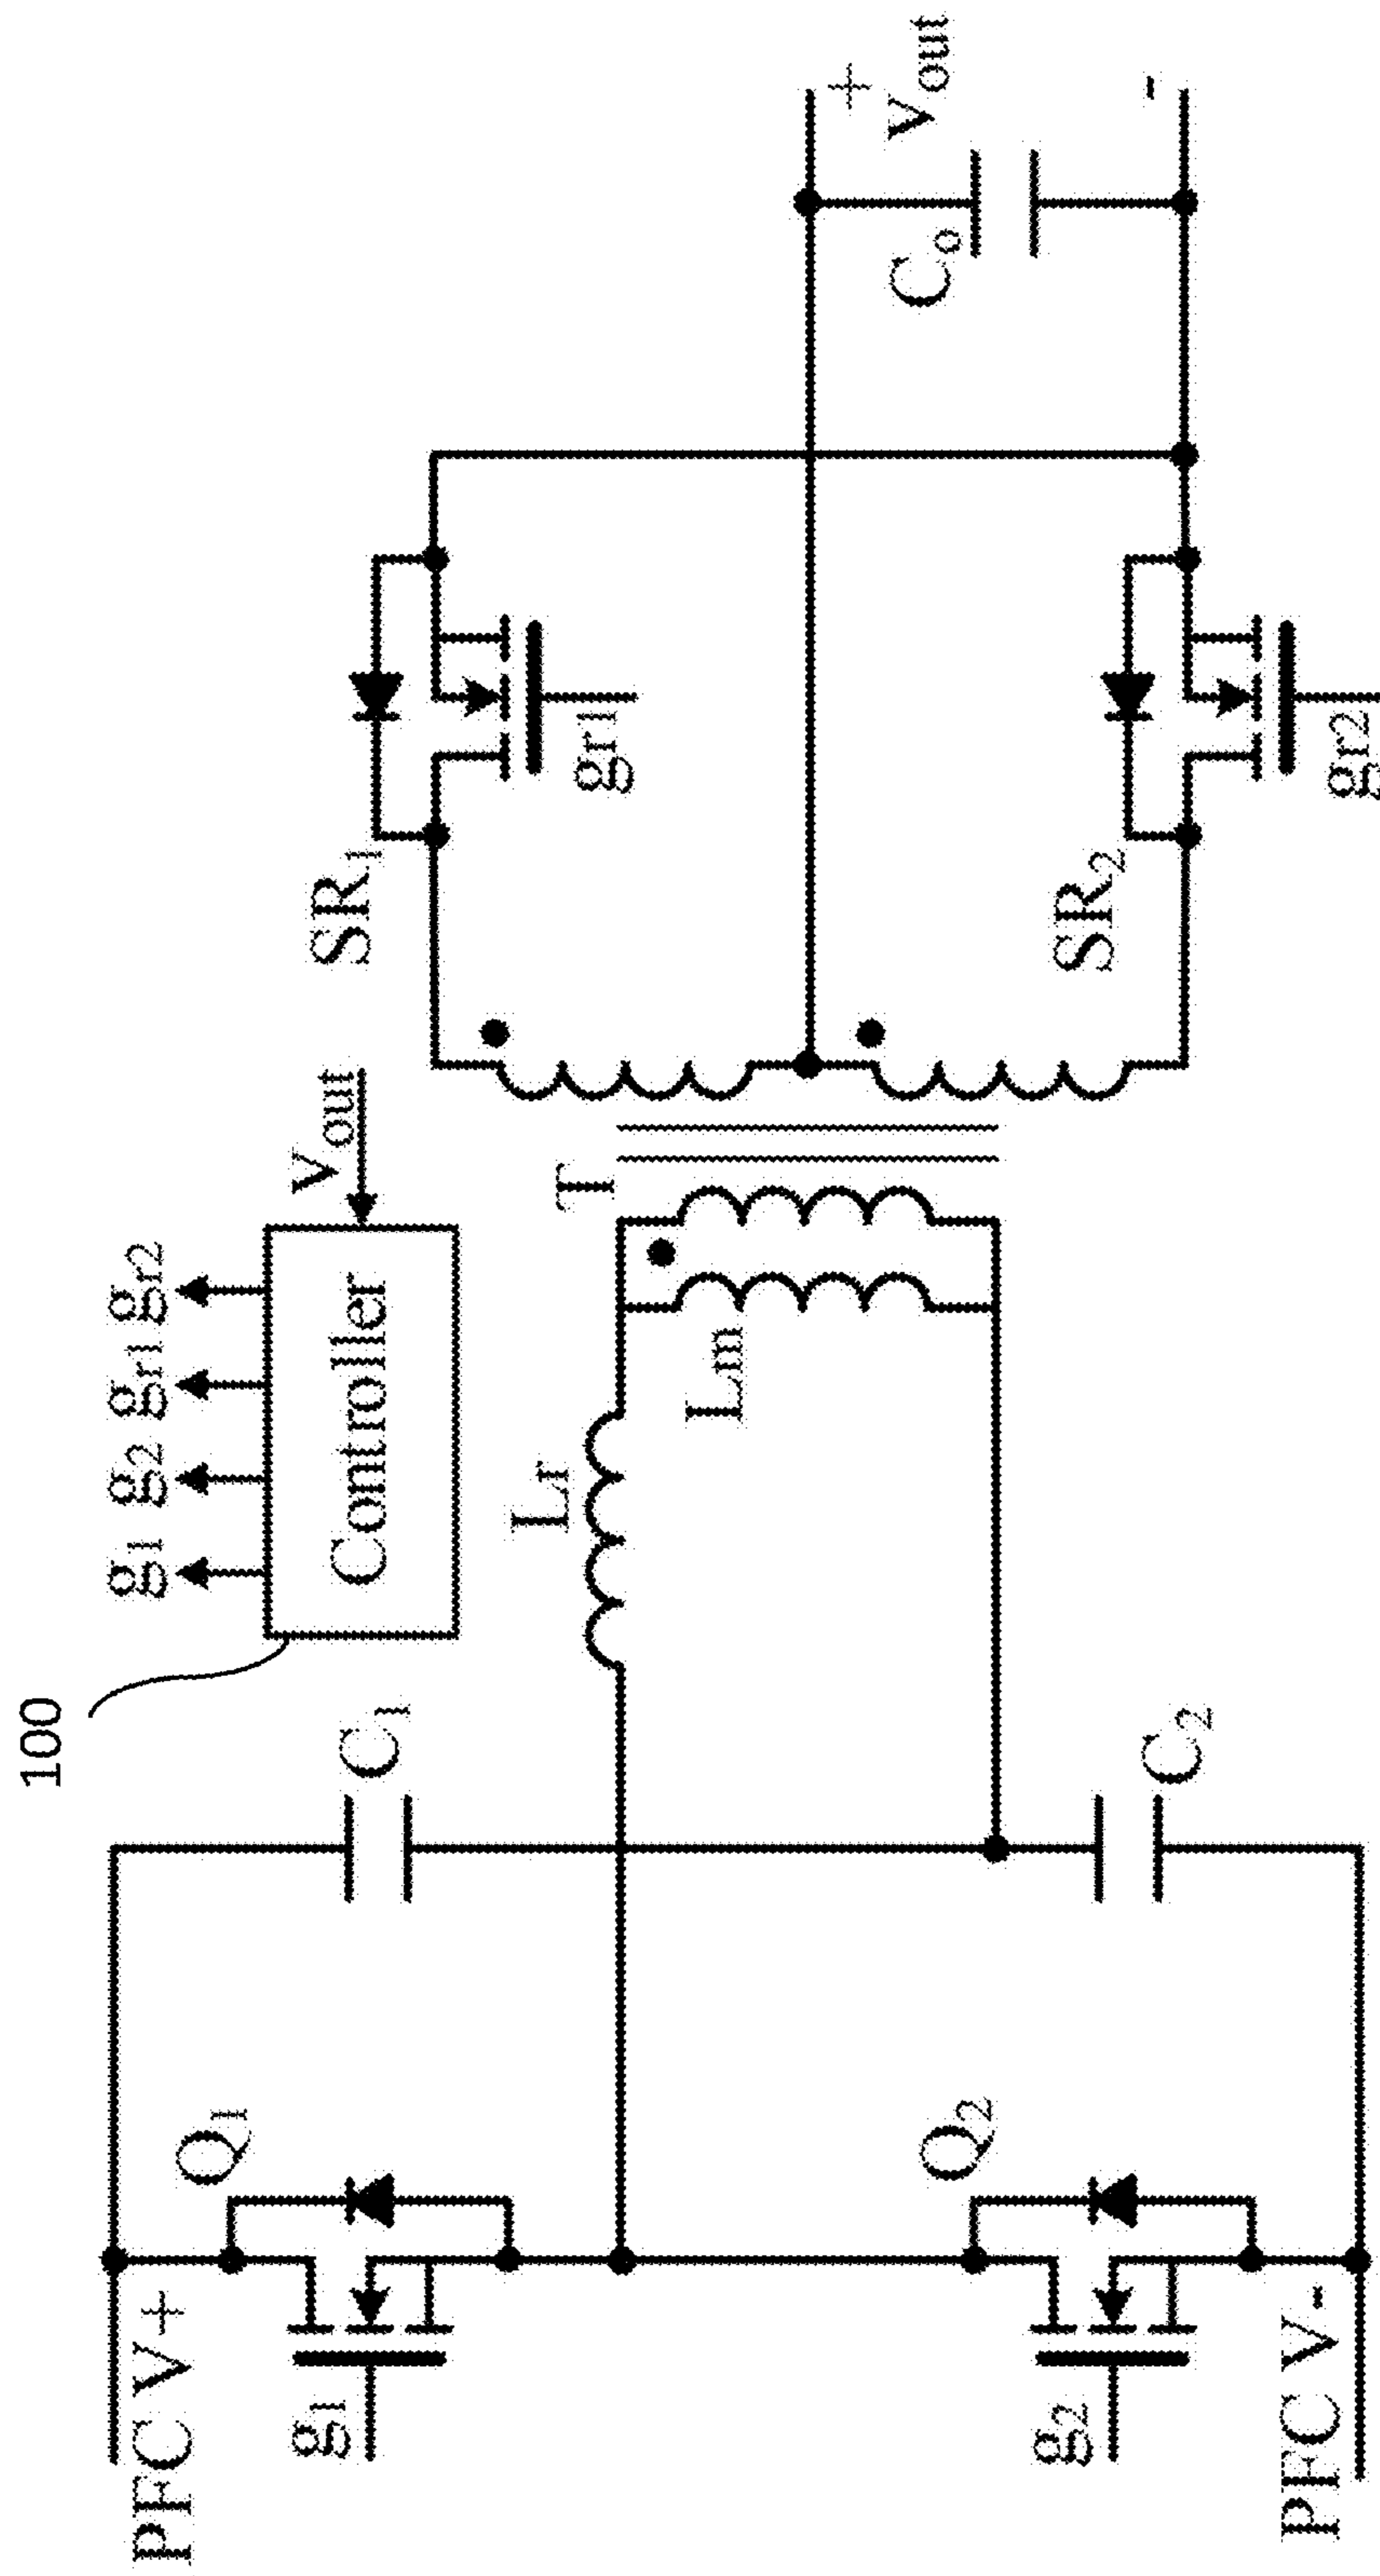 100
g1 g2 gr1 gr2
Controller
Vout
PFC V+
Q1
g1
C1
Lr
Lm
T
SR1
gr1
Co
+
Vout
-
SR2
gr2
C2
Q2
g2
PFC V-